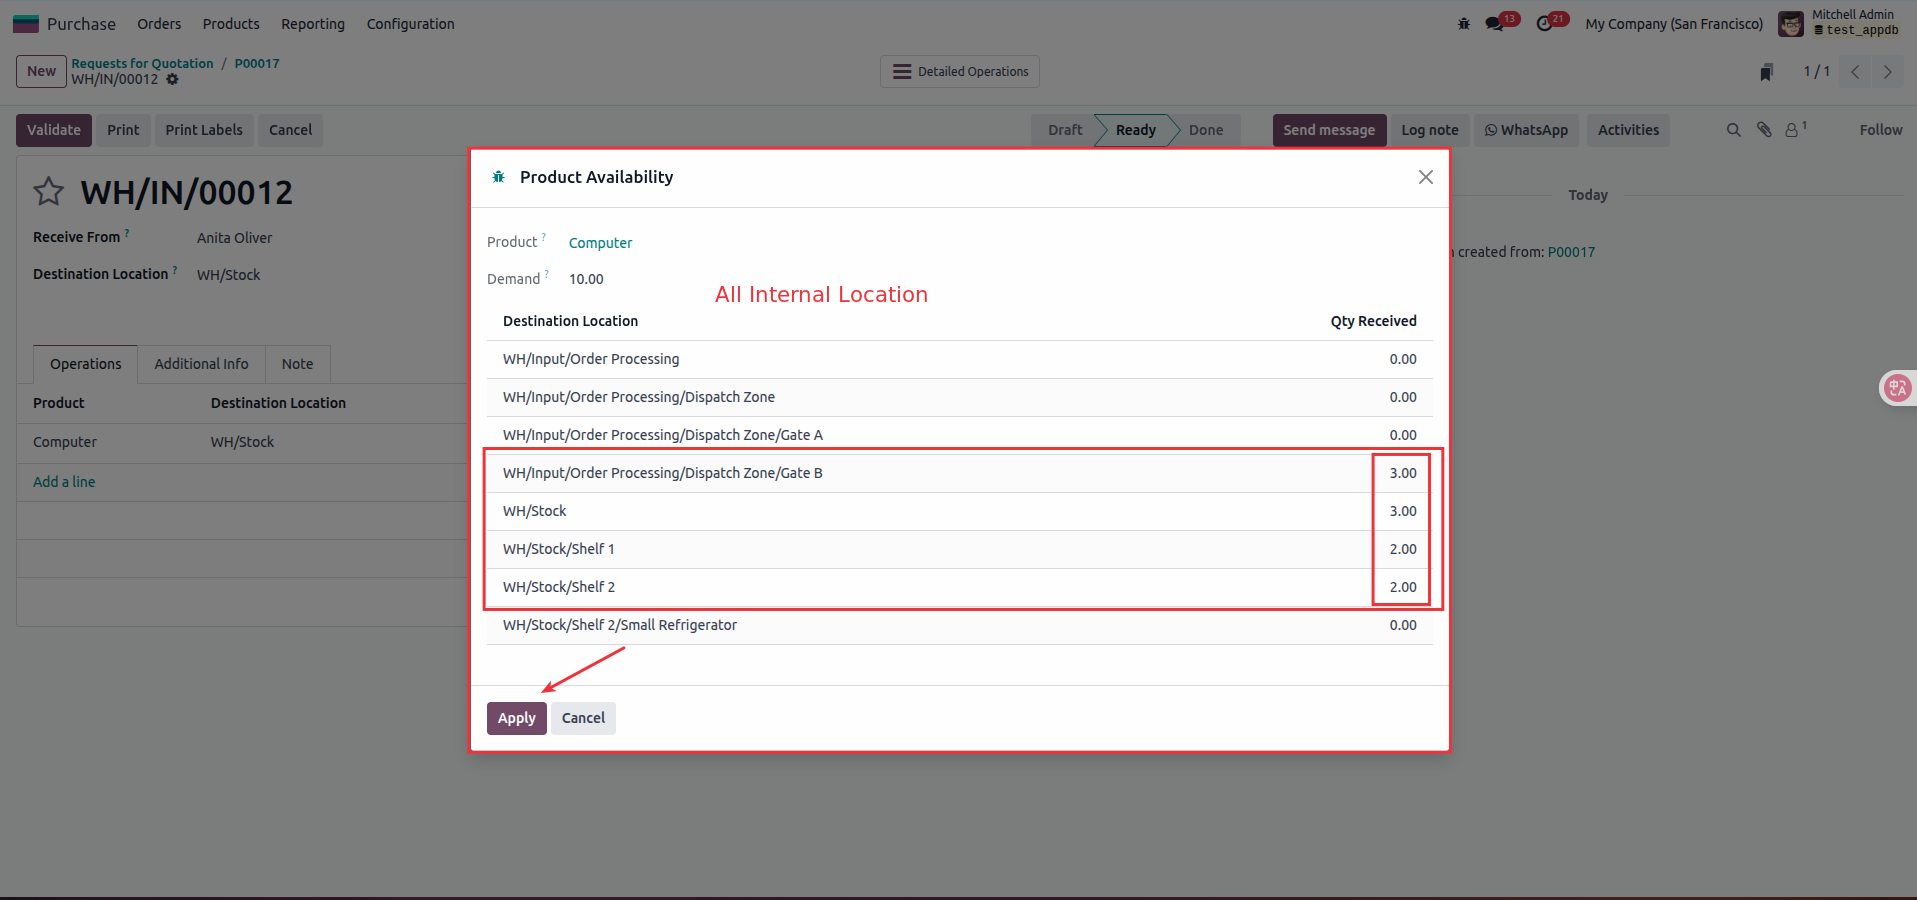 Purchase Orders Products Reporting Configuration 13 21 My Company (San Francisco) Mitchell Admin
test_appdb
New Requests for Quotation / P00017
WH/IN/00012
Detailed Operations
1 / 1
Validate Print Print Labels Cancel Draft Ready Done Send message Log note WhatsApp Activities 1 Follow
WH/IN/00012
Receive From ? Anita Oliver
Destination Location ? WH/Stock
Operations Additional Info Note
Product Destination Location
Computer WH/Stock
Add a line
Today
created from: P00017
Product Availability
Product ? Computer
Demand ? 10.00
All Internal Location
Destination Location Qty Received
WH/Input/Order Processing 0.00
WH/Input/Order Processing/Dispatch Zone 0.00
WH/Input/Order Processing/Dispatch Zone/Gate A 0.00
WH/Input/Order Processing/Dispatch Zone/Gate B 3.00
WH/Stock 3.00
WH/Stock/Shelf 1 2.00
WH/Stock/Shelf 2 2.00
WH/Stock/Shelf 2/Small Refrigerator 0.00
Apply Cancel
中 A